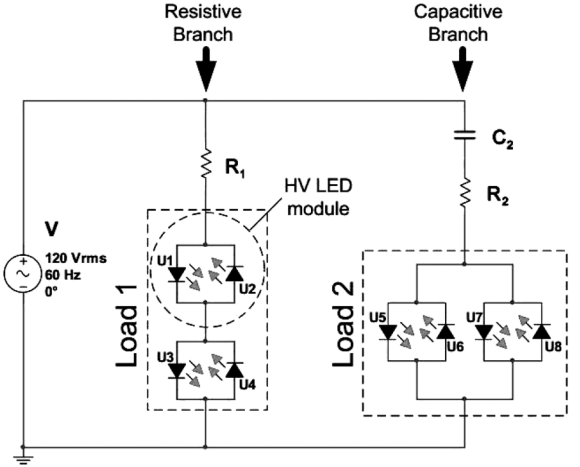 Resistive
Branch
Capacitive
Branch
C2
R1
R2
HV LED
module
V
120 Vrms
60 Hz
0°
+
~
−
Load 1
U1
U2
U3
U4
Load 2
U5
U6
U7
U8